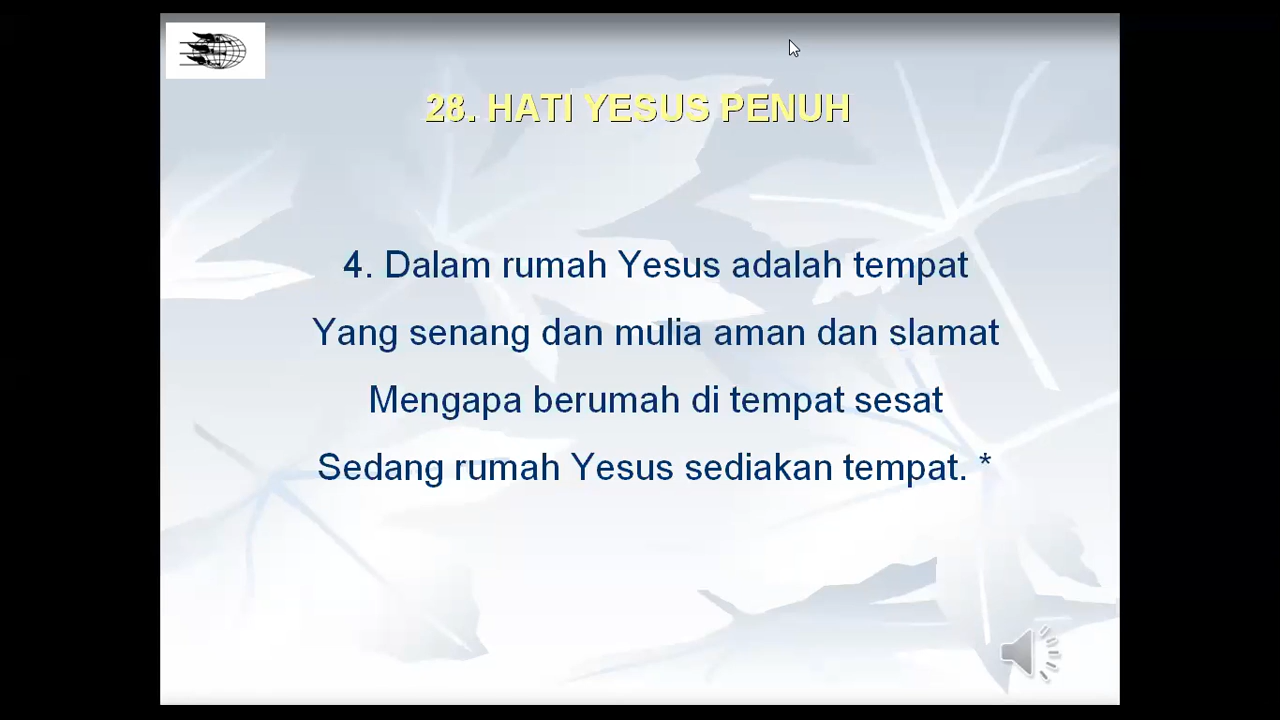 28. HATI YESUS PENUH
4. Dalam rumah Yesus adalah tempat
Yang senang dan mulia aman dan slamat
Mengapa berumah di tempat sesat
Sedang rumah Yesus sediakan tempat. *